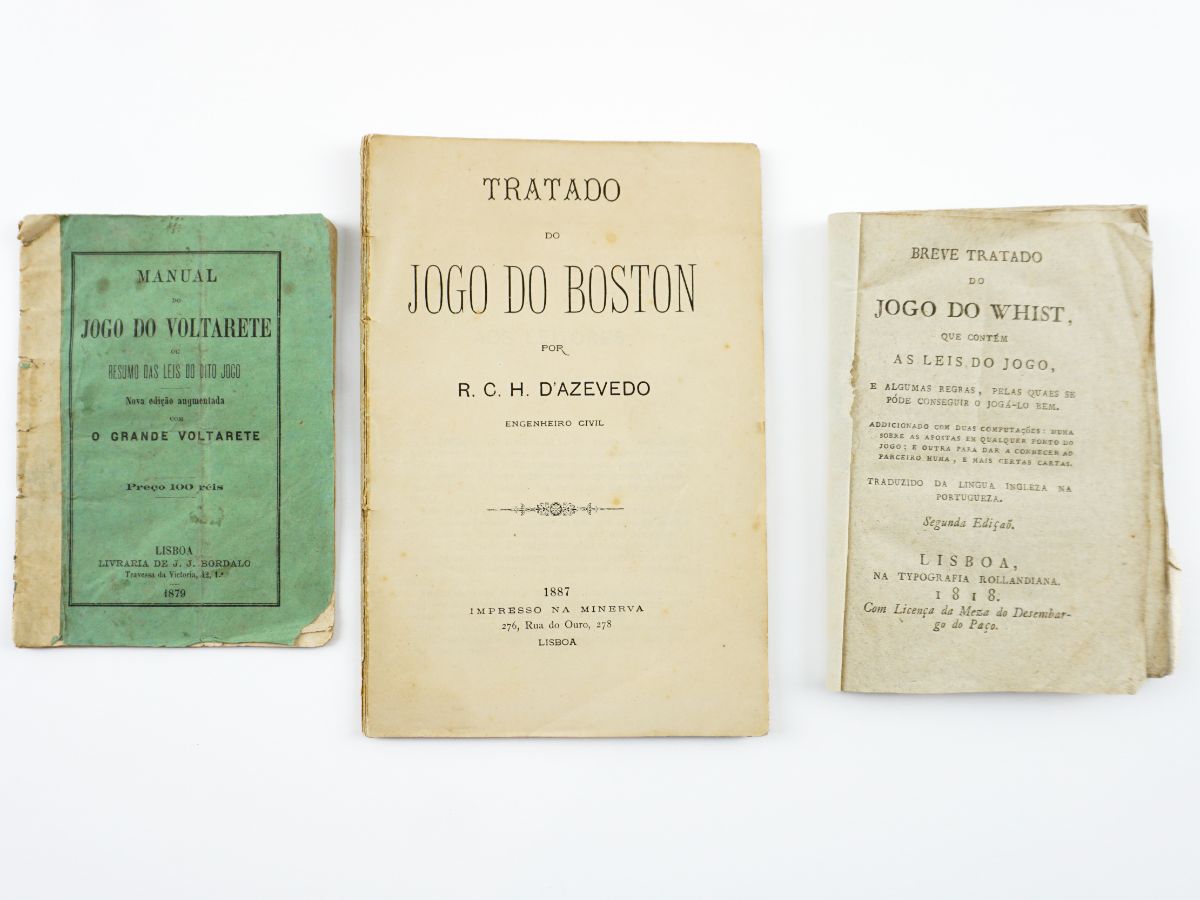 MANUAL
DO
JOGO DO VOLTARETE
OU
RESUMO DAS LEIS DO DITO JOGO
Nova edição augmentada
COM
O GRANDE VOLTARETE
Preço 100 réis
LISBOA
LIVRARIA DE J. J. BORDALO
Travessa da Victoria, 42, 1.º
1879
TRATADO
DO
JOGO DO BOSTON
POR
R. C. H. D'AZEVEDO
ENGENHEIRO CIVIL
1887
IMPRESSO NA MINERVA
276, Rua do Ouro, 278
LISBOA
BREVE TRATADO
DO
JOGO DO WHIST,
QUE CONTÉM
AS LEIS DO JOGO,
E ALGUMAS REGRAS, PELAS QUAES SE
PÓDE CONSEGUIR O JOGÁ-LO BEM.
ADDICIONADO COM DUAS COMPUTAÇÕES: HUMA
SOBRE AS APOSTAS EM QUALQUER PONTO DO
JOGO; E OUTRA PARA DAR A CONHECER AO
PARCEIRO HUMA, E MAIS CERTAS CARTAS.
TRADUZIDO DA LINGUA INGLEZA NA
PORTUGUEZA.
Segunda Ediçaõ.
LISBOA,
NA TYPOGRAFIA ROLLANDIANA.
1818.
Com Licença da Meza do Desembar-
go do Paço.